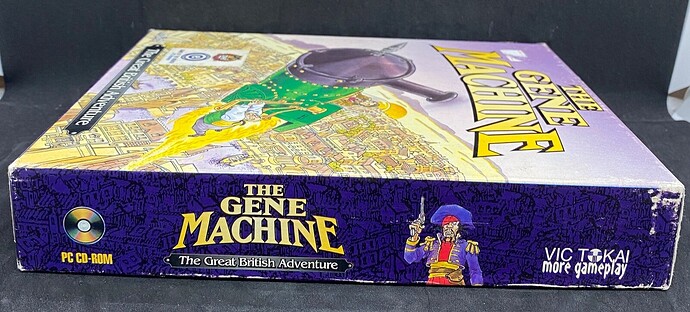 THE
GENE
MACHINE
The Great British Adventure
THE
GENE
MACHINE
The Great British Adventure
PC CD-ROM
VIC TOKAI
more gameplay